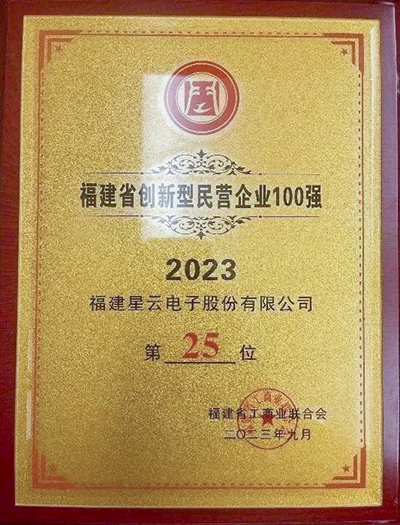 福建省创新型民营企业100强
2023
福建星云电子股份有限公司
第 25 位
福建省工商业联合会
二〇二三年九月